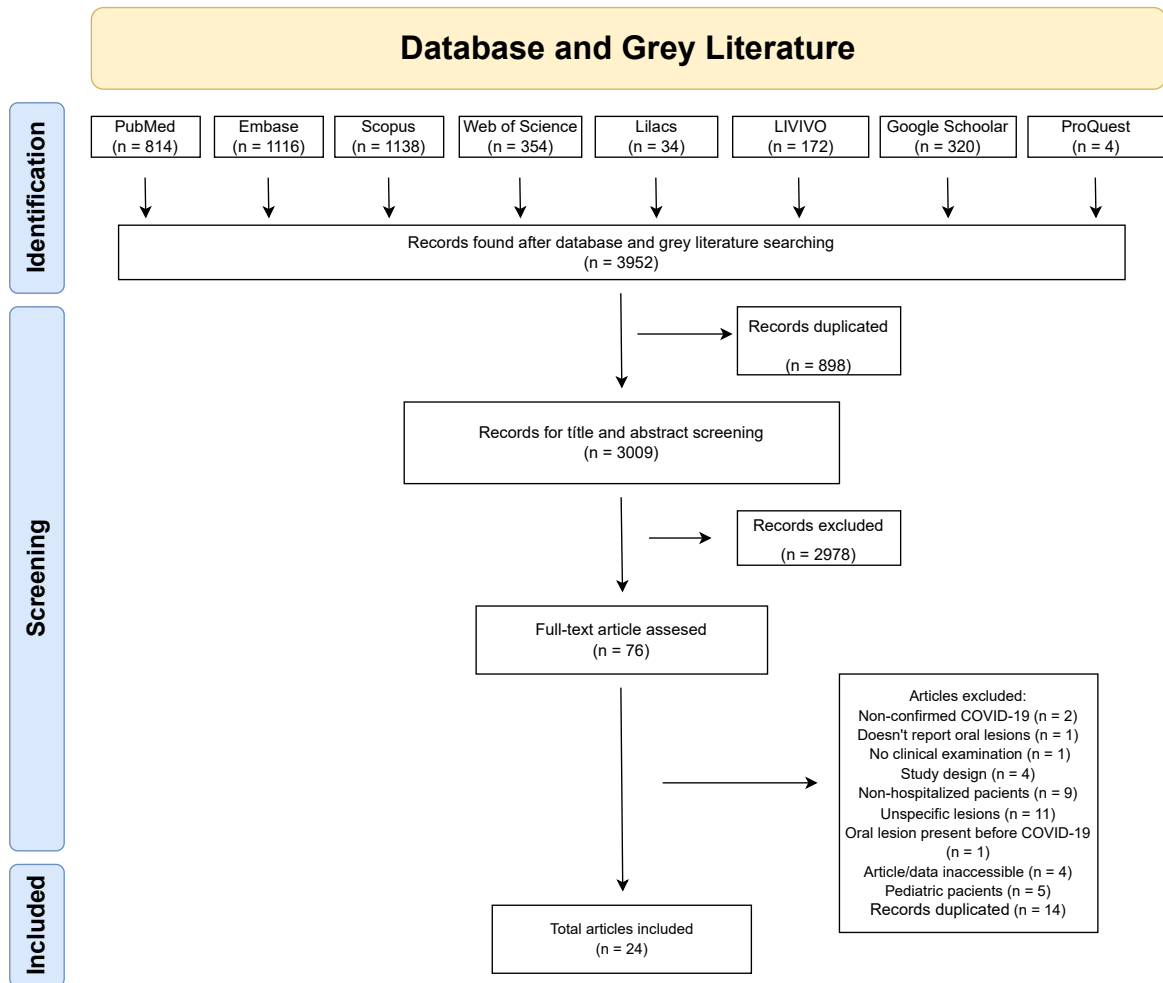 Database and Grey Literature
Identification
PubMed
(n = 814)
Embase
(n = 1116)
Scopus
(n = 1138)
Web of Science
(n = 354)
Lilacs
(n = 34)
LIVIVO
(n = 172)
Google Schoolar
(n = 320)
ProQuest
(n = 4)
Records found after database and grey literature searching
(n = 3952)
Screening
Records duplicated
(n = 898)
Records for título and abstract screening
(n = 3009)
Records excluded
(n = 2978)
Full-text article assesed
(n = 76)
Articles excluded:
Non-confirmed COVID-19 (n = 2)
Doesn't report oral lesions (n = 1)
No clinical examination (n = 1)
Study design (n = 4)
Non-hospitalized pacients (n = 9)
Unspecific lesions (n = 11)
Oral lesion present before COVID-19
(n = 1)
Article/data inaccessible (n = 4)
Pediatric pacients (n = 5)
Records duplicated (n = 14)
Included
Total articles included
(n = 24)